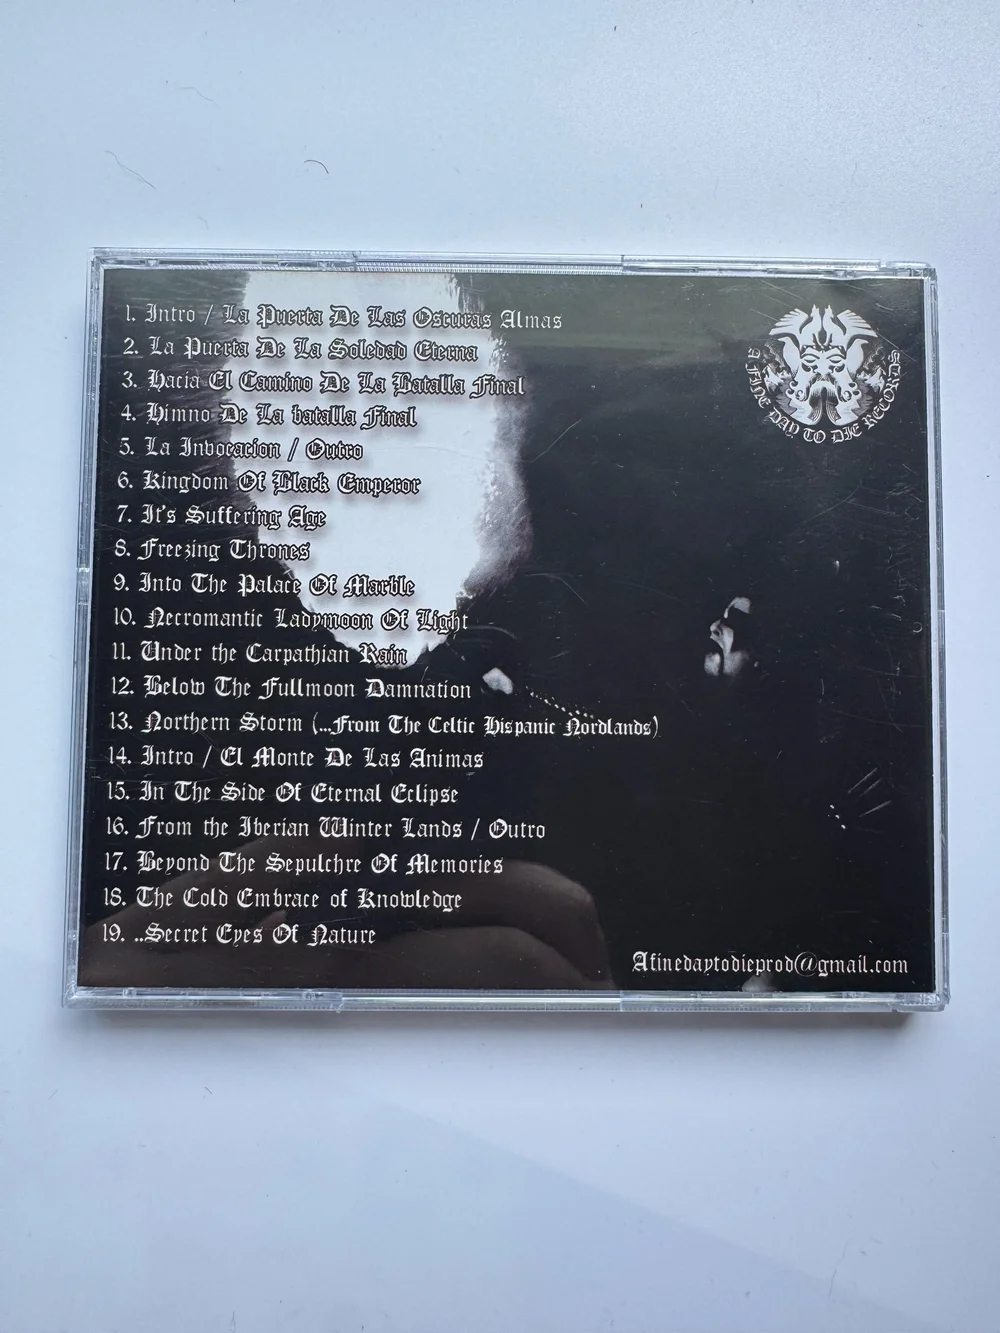 1. Intro / La Puerta De Las Oscuras Almas
2. La Puerta De La Soledad Eterna
3. Hacia El Camino De La Batalla Final
4. Himno De La batalla Final
5. La Invocacion / Outro
6. Kingdom Of Black Emperor
7. It's Suffering Age
8. Freezing Thrones
9. Into The Palace Of Marble
10. Necromantic Ladymoon Of Light
11. Under the Carpathian Rain
12. Below The Fullmoon Damnation
13. Northern Storm (...From The Celtic Hispanic Nordlands)
14. Intro / El Monte De Las Animas
15. In The Side Of Eternal Eclipse
16. From the Iberian Winter Lands / Outro
17. Beyond The Sepulchre Of Memories
18. The Cold Embrace of Knowledge
19. ..Secret Eyes Of Nature
A FINE DAY TO DIE RECORDS
Afinedaytodieprod@gmail.com